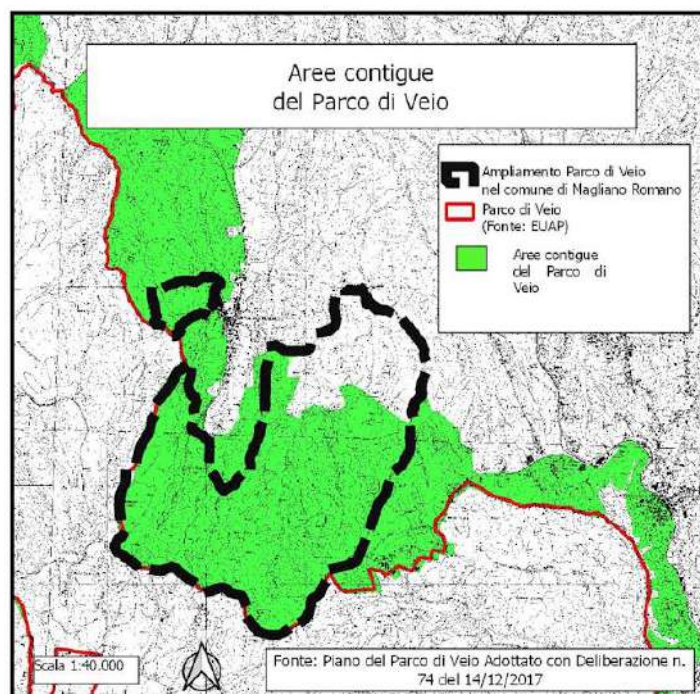 Aree contigue
del Parco di Veio
Ampliamento Parco di Veio
nel comune di Magliano Romano
Parco di Veio
(Fonte: EUAP)
Aree contigue
del Parco di
Veio
Scala 1:40.000
Fonte: Piano del Parco di Veio Adottato con Deliberazione n.
74 del 14/12/2017